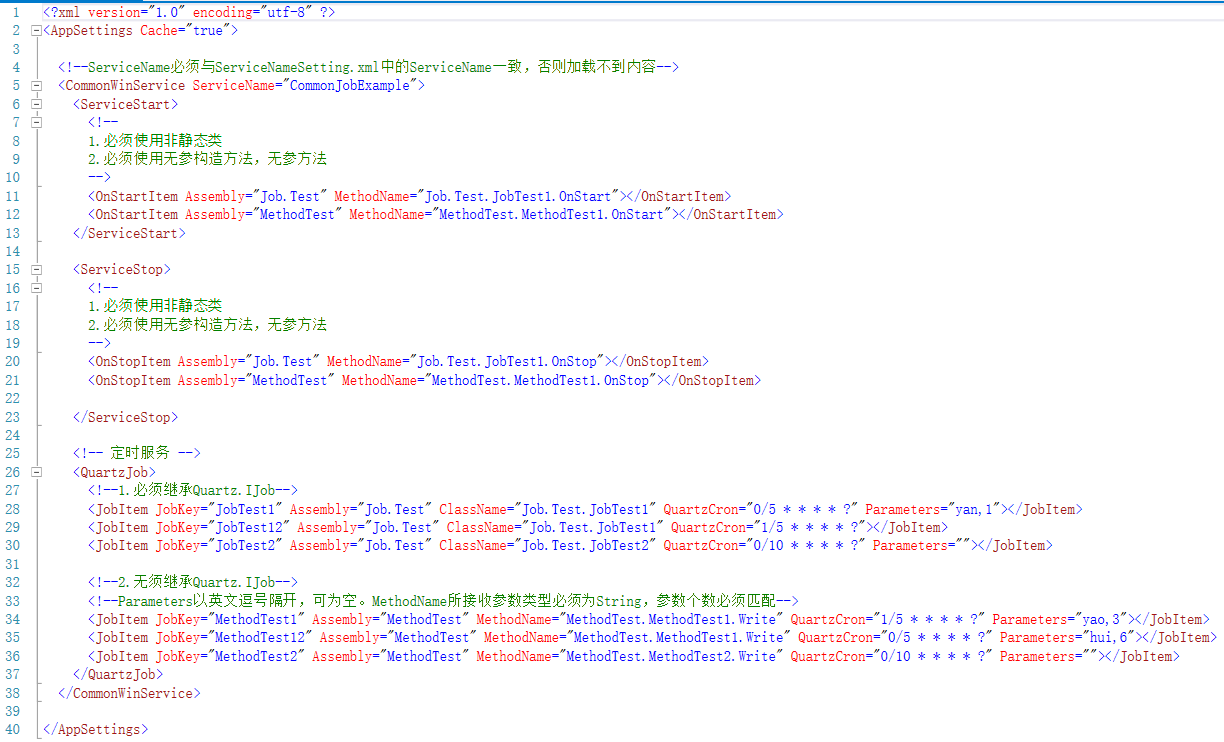 1 <?xml version="1.0" encoding="utf-8" ?>
2 <AppSettings Cache="true">
3
4 <!--ServiceName必须与ServiceNameSetting.xml中的ServiceName一致，否则加载不到内容-->
5 <CommonWinService ServiceName="CommonJobExample">
6 <ServiceStart>
7 <!--
8 1.必须使用非静态类
9 2.必须使用无参构造方法，无参方法
10 -->
11 <OnStartItem Assembly="Job.Test" MethodName="Job.Test.JobTest1.OnStart"></OnStartItem>
12 <OnStartItem Assembly="MethodTest" MethodName="MethodTest.MethodTest1.OnStart"></OnStartItem>
13 </ServiceStart>
14
15 <ServiceStop>
16 <!--
17 1.必须使用非静态类
18 2.必须使用无参构造方法，无参方法
19 -->
20 <OnStopItem Assembly="Job.Test" MethodName="Job.Test.JobTest1.OnStop"></OnStopItem>
21 <OnStopItem Assembly="MethodTest" MethodName="MethodTest.MethodTest1.OnStop"></OnStopItem>
22
23 </ServiceStop>
24
25 <!-- 定时服务 -->
26 <QuartzJob>
27 <!--1.必须继承Quartz.IJob-->
28 <JobItem JobKey="JobTest1" Assembly="Job.Test" ClassName="Job.Test.JobTest1" QuartzCron="0/5 * * * * ?" Parameters="yan,1"></JobItem>
29 <JobItem JobKey="JobTest12" Assembly="Job.Test" ClassName="Job.Test.JobTest1" QuartzCron="1/5 * * * * ?"></JobItem>
30 <JobItem JobKey="JobTest2" Assembly="Job.Test" ClassName="Job.Test.JobTest2" QuartzCron="0/10 * * * * ?" Parameters=""></JobItem>
31
32 <!--2.无须继承Quartz.IJob-->
33 <!--Parameters以英文逗号隔开，可为空。MethodName所接收参数类型必须为String，参数个数必须匹配-->
34 <JobItem JobKey="MethodTest1" Assembly="MethodTest" MethodName="MethodTest.MethodTest1.Write" QuartzCron="1/5 * * * * ?" Parameters="yao,3"></JobItem>
35 <JobItem JobKey="MethodTest12" Assembly="MethodTest" MethodName="MethodTest.MethodTest1.Write" QuartzCron="0/5 * * * * ?" Parameters="hui,6"></JobItem>
36 <JobItem JobKey="MethodTest2" Assembly="MethodTest" MethodName="MethodTest.MethodTest2.Write" QuartzCron="0/10 * * * * ?" Parameters=""></JobItem>
37 </QuartzJob>
38 </CommonWinService>
39
40 </AppSettings>